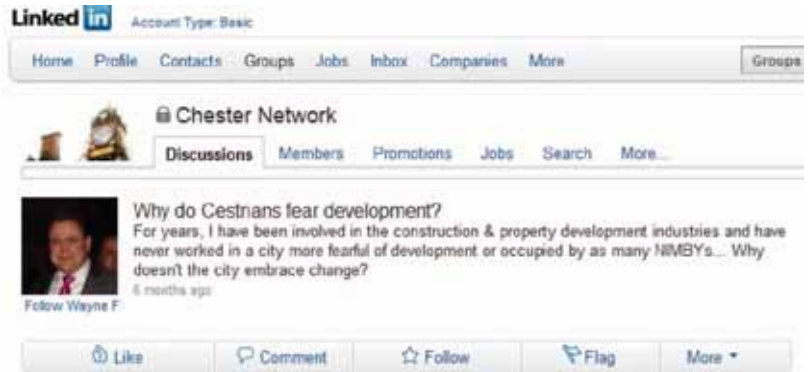 Linked in Account Type: Basic
Home Profile Contacts Groups Jobs Inbox Companies More Groups
Chester Network
Discussions Members Promotions Jobs Search More...
Why do Cestrians fear development?
For years, I have been involved in the construction & property development industries and have
never worked in a city more fearful of development or occupied by as many NIMBYs... Why
doesn't the city embrace change?
6 months ago
Follow Wayne F
Like Comment Follow Flag More